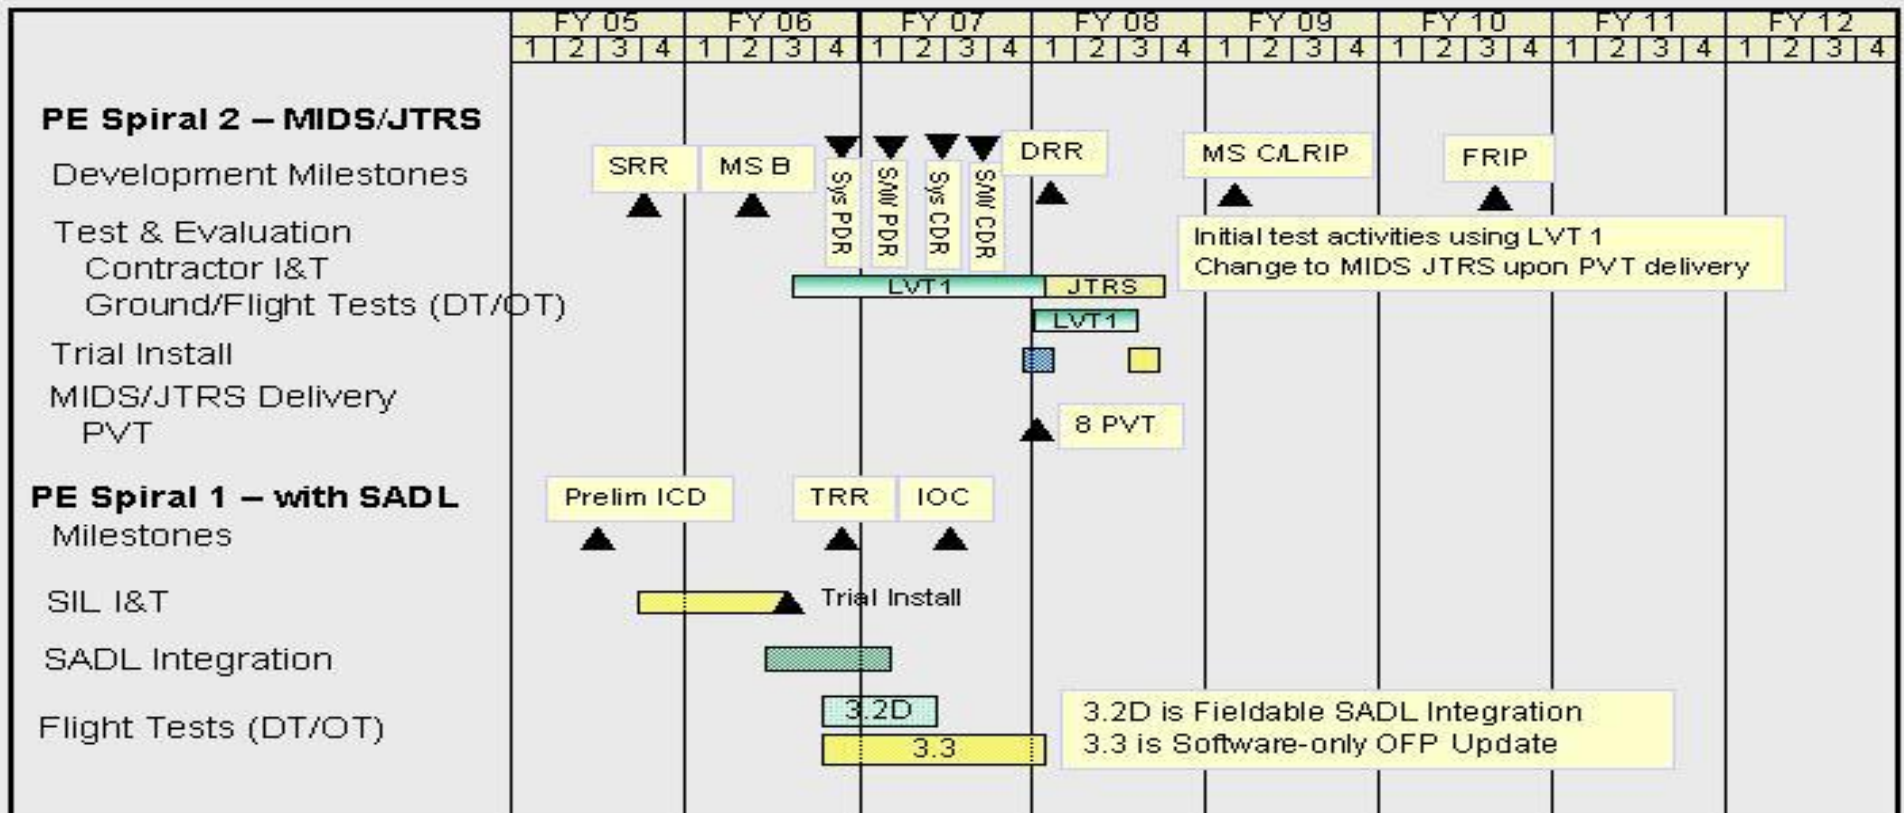 FY 05 FY 06 FY 07 FY 08 FY 09 FY 10 FY 11 FY 12
1 2 3 4 1 2 3 4 1 2 3 4 1 2 3 4 1 2 3 4 1 2 3 4 1 2 3 4 1 2 3 4
PE Spiral 2 – MIDS/JTRS
Development Milestones
SRR
MS B
Sys PDR
S/W PDR
Sys CDR
S/W CDR
DRR
MS C/LRIP
FRIP
Test & Evaluation
Initial test activities using LVT 1
Change to MIDS JTRS upon PVT delivery
Contractor I&T
LVT1 JTRS
Ground/Flight Tests (DT/OT)
LVT1
Trial Install
MIDS/JTRS Delivery
PVT
8 PVT
PE Spiral 1 – with SADL
Prelim ICD
TRR
IOC
Milestones
SIL I&T
Trial Install
SADL Integration
Flight Tests (DT/OT)
3.2D
3.3
3.2D is Fieldable SADL Integration
3.3 is Software-only OFP Update